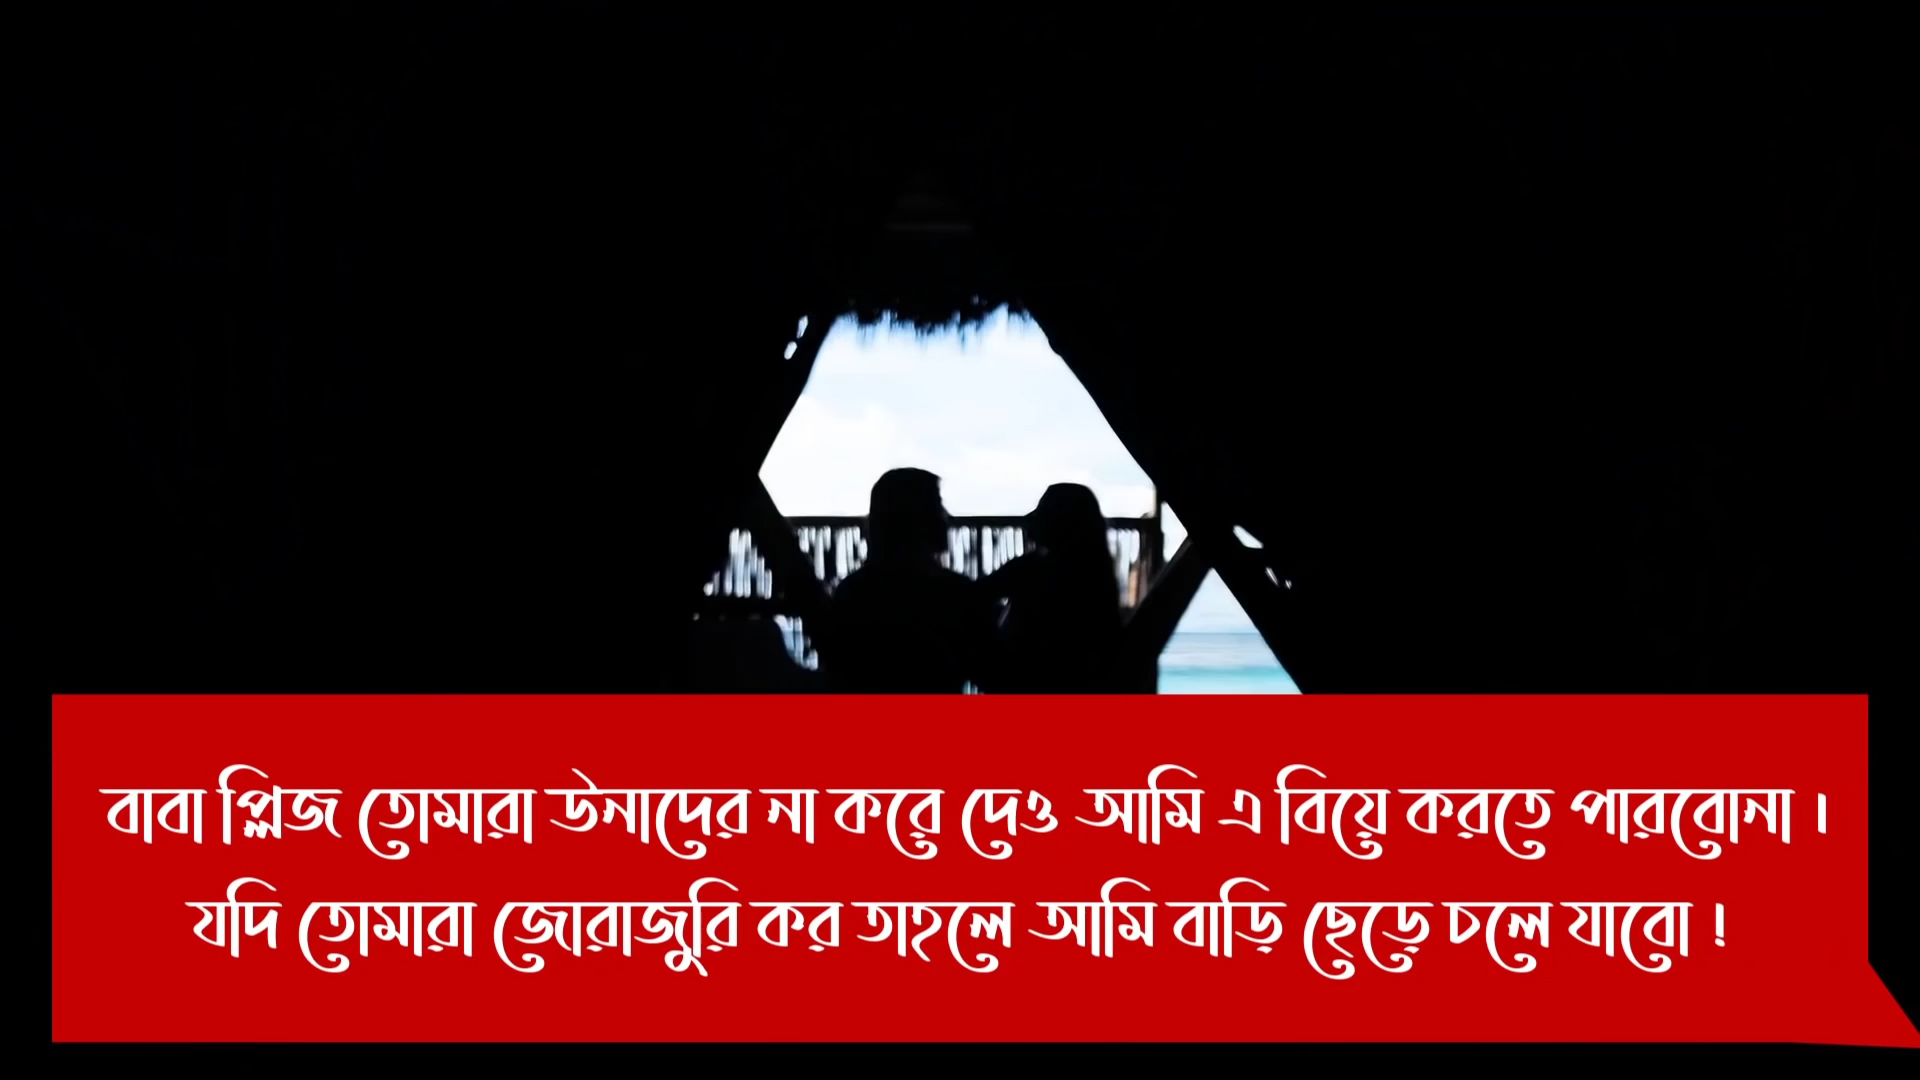 বাবা প্লিজ তোমারা উনাদের না করে দেও আমি এ বিয়ে করতে পারবোনা।
যদি তোমারা জোরাজুরি কর তাহলে আমি বাড়ি ছেড়ে চলে যাবো !